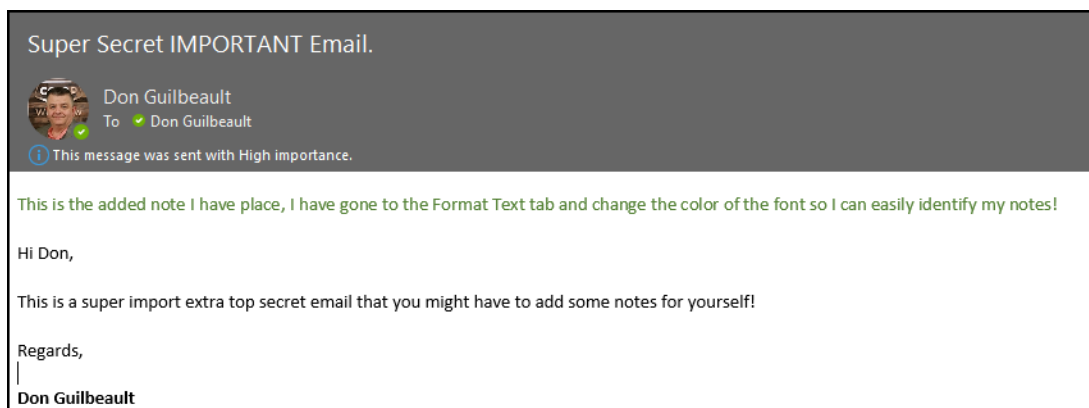 Super Secret IMPORTANT Email.
Don Guilbeault
To Don Guilbeault
This message was sent with High importance.
This is the added note I have place, I have gone to the Format Text tab and change the color of the font so I can easily identify my notes!
Hi Don,
This is a super import extra top secret email that you might have to add some notes for yourself!
Regards,
Don Guilbeault